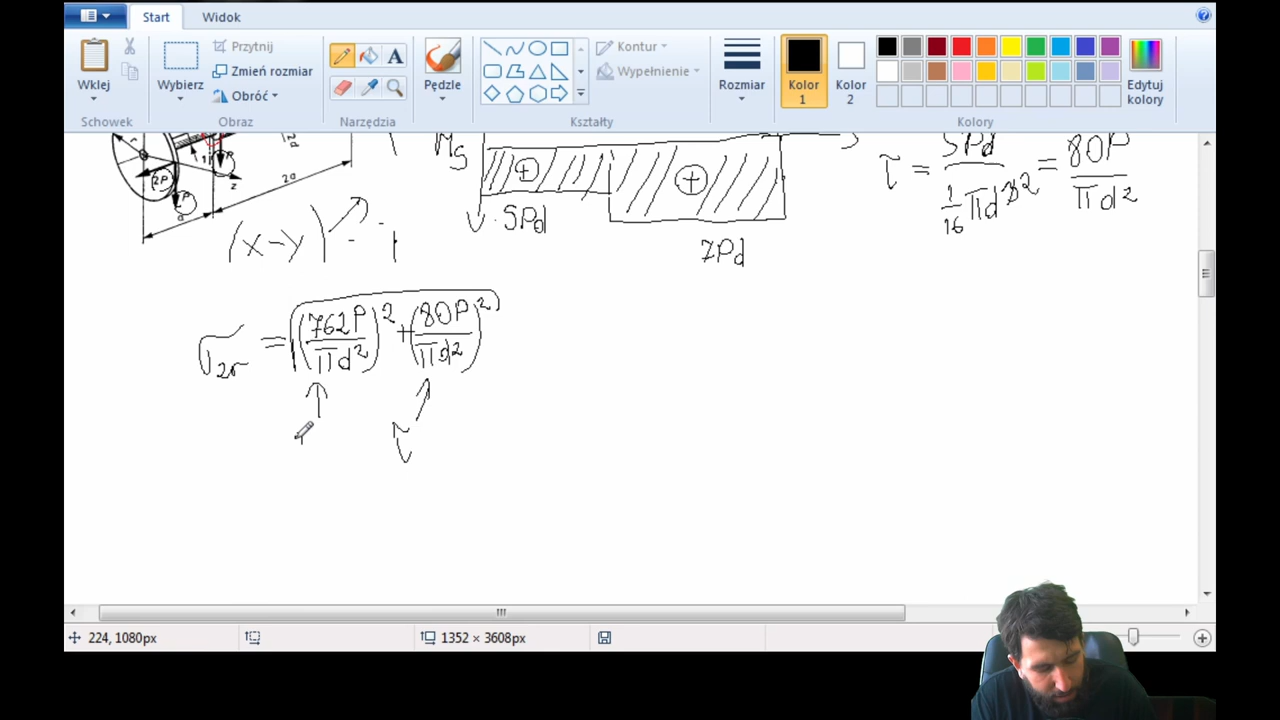 Start Widok
Wklej
Schowek
Wybierz
Przytnij
Zmień rozmiar
Obróć
Obraz
Narzędzia
Pędzle
Kształty
Kontur
Wypełnienie
Rozmiar
Kolor 1
Kolor 2
Edytuj kolory
Kolory
Ms
5Pd
7Pd
τ = 5Pd / (1/16 πd³) = 80P / πd²
2P
z
2a
(x-y)
σzr = √((762P/πd²)² + (80P/πd²)²)
τ
224, 1080px
1352 × 3608px